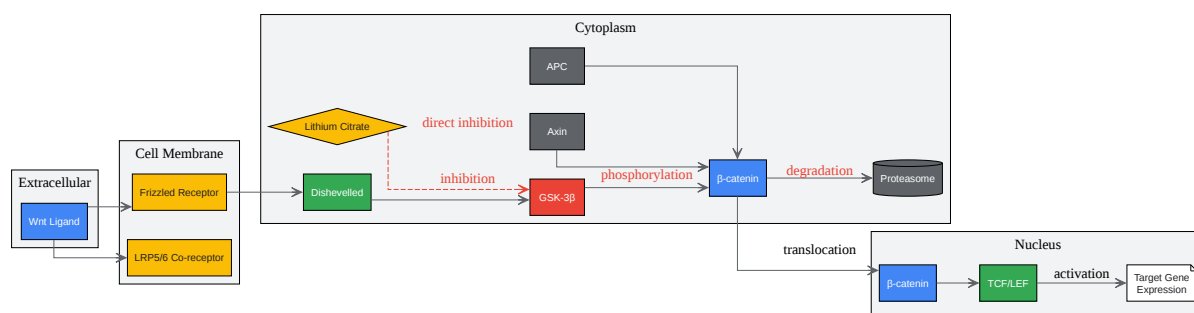 Cytoplasm
APC
Lithium Citrate
direct inhibition
Axin
Cell Membrane
Extracellular
Frizzled Receptor
Dishevelled
inhibition
GSK-3β
phosphorylation
β-catenin
degradation
Proteasome
Wnt Ligand
LRP5/6 Co-receptor
translocation
Nucleus
β-catenin
TCF/LEF
activation
Target Gene
Expression